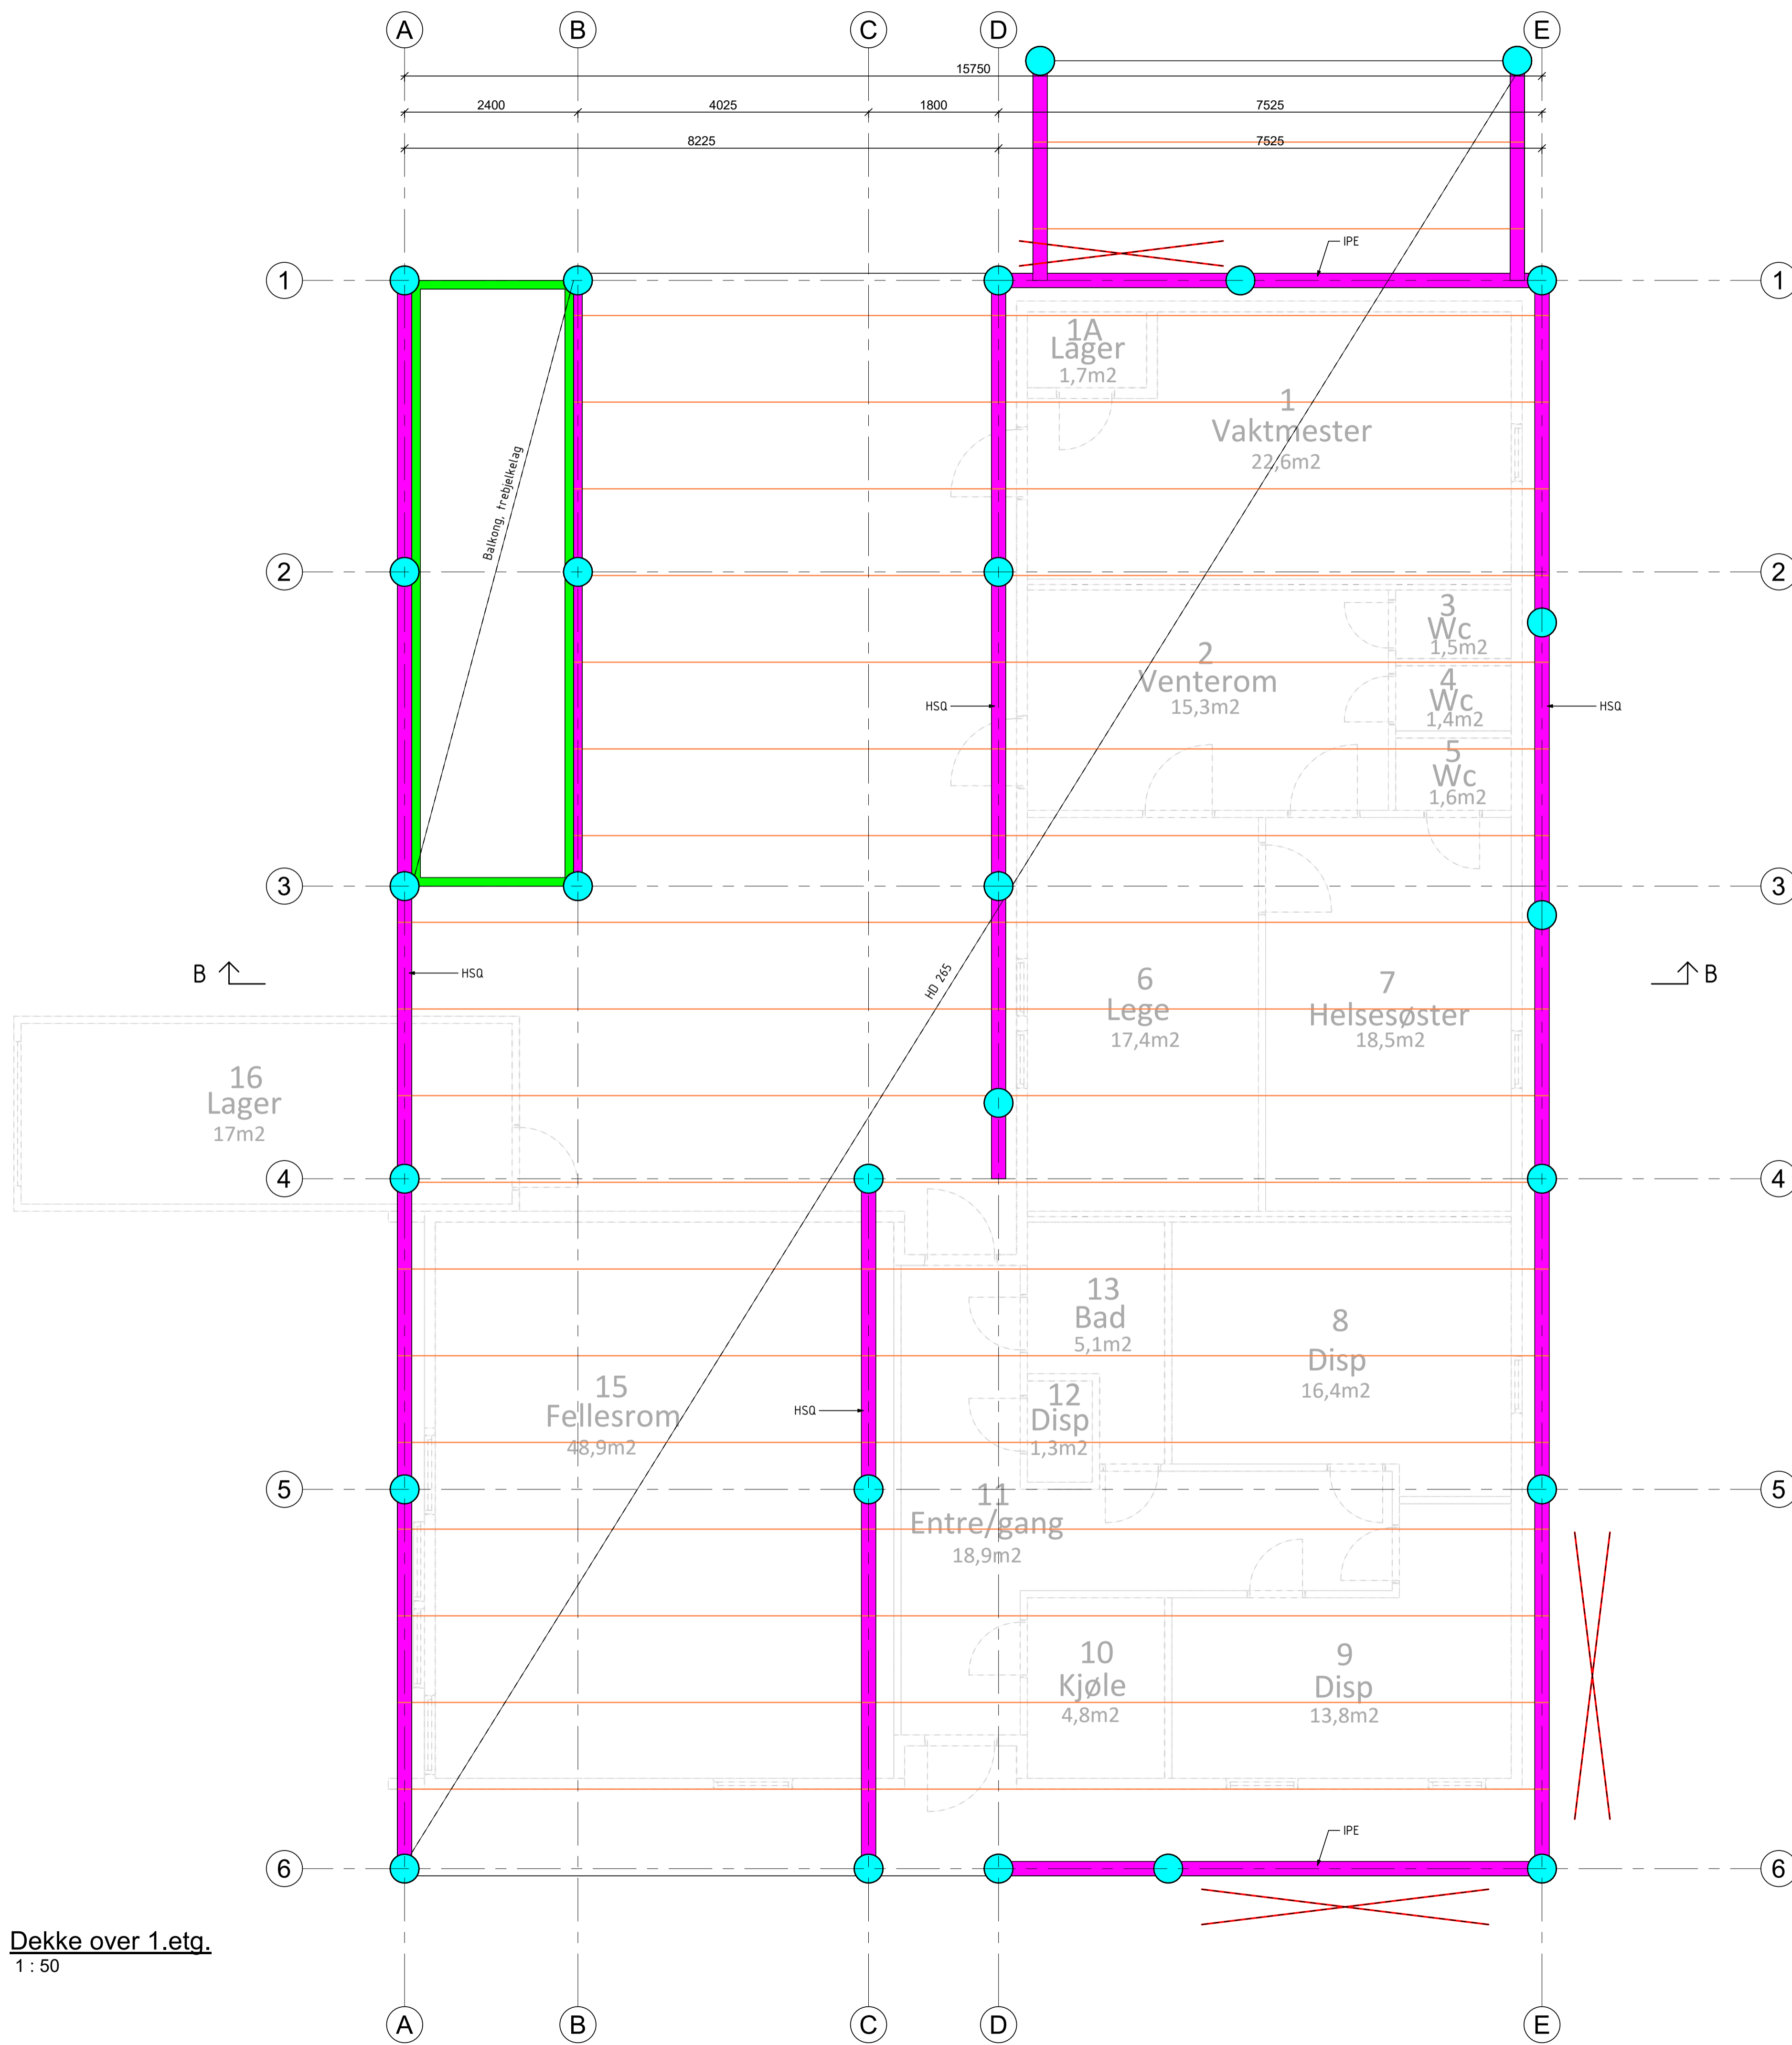 A B C D E
15750
2400 4025 1800 7525
8225 7525
IPE
1 1
1A
Lager
1,7m2
1
Vaktmester
22,6m2
Balkong, trebjelkelag
2 2
3
Wc
1,5m2
2
Venterom
15,3m2
4
Wc
1,4m2
HSQ HSQ
5
Wc
1,6m2
3 3
B HSQ B
HD 265
6
Lege
17,4m2
7
Helsesøster
18,5m2
16
Lager
17m2
4 4
13
Bad
5,1m2
8
Disp
16,4m2
15
Fellesrom
48,9m2
HSQ
12
Disp
1,3m2
5 5
11
Entre/gang
18,9m2
10
Kjøle
4,8m2
9
Disp
13,8m2
IPE
6 6
Dekke over 1.etg.
1 : 50
A B C D E